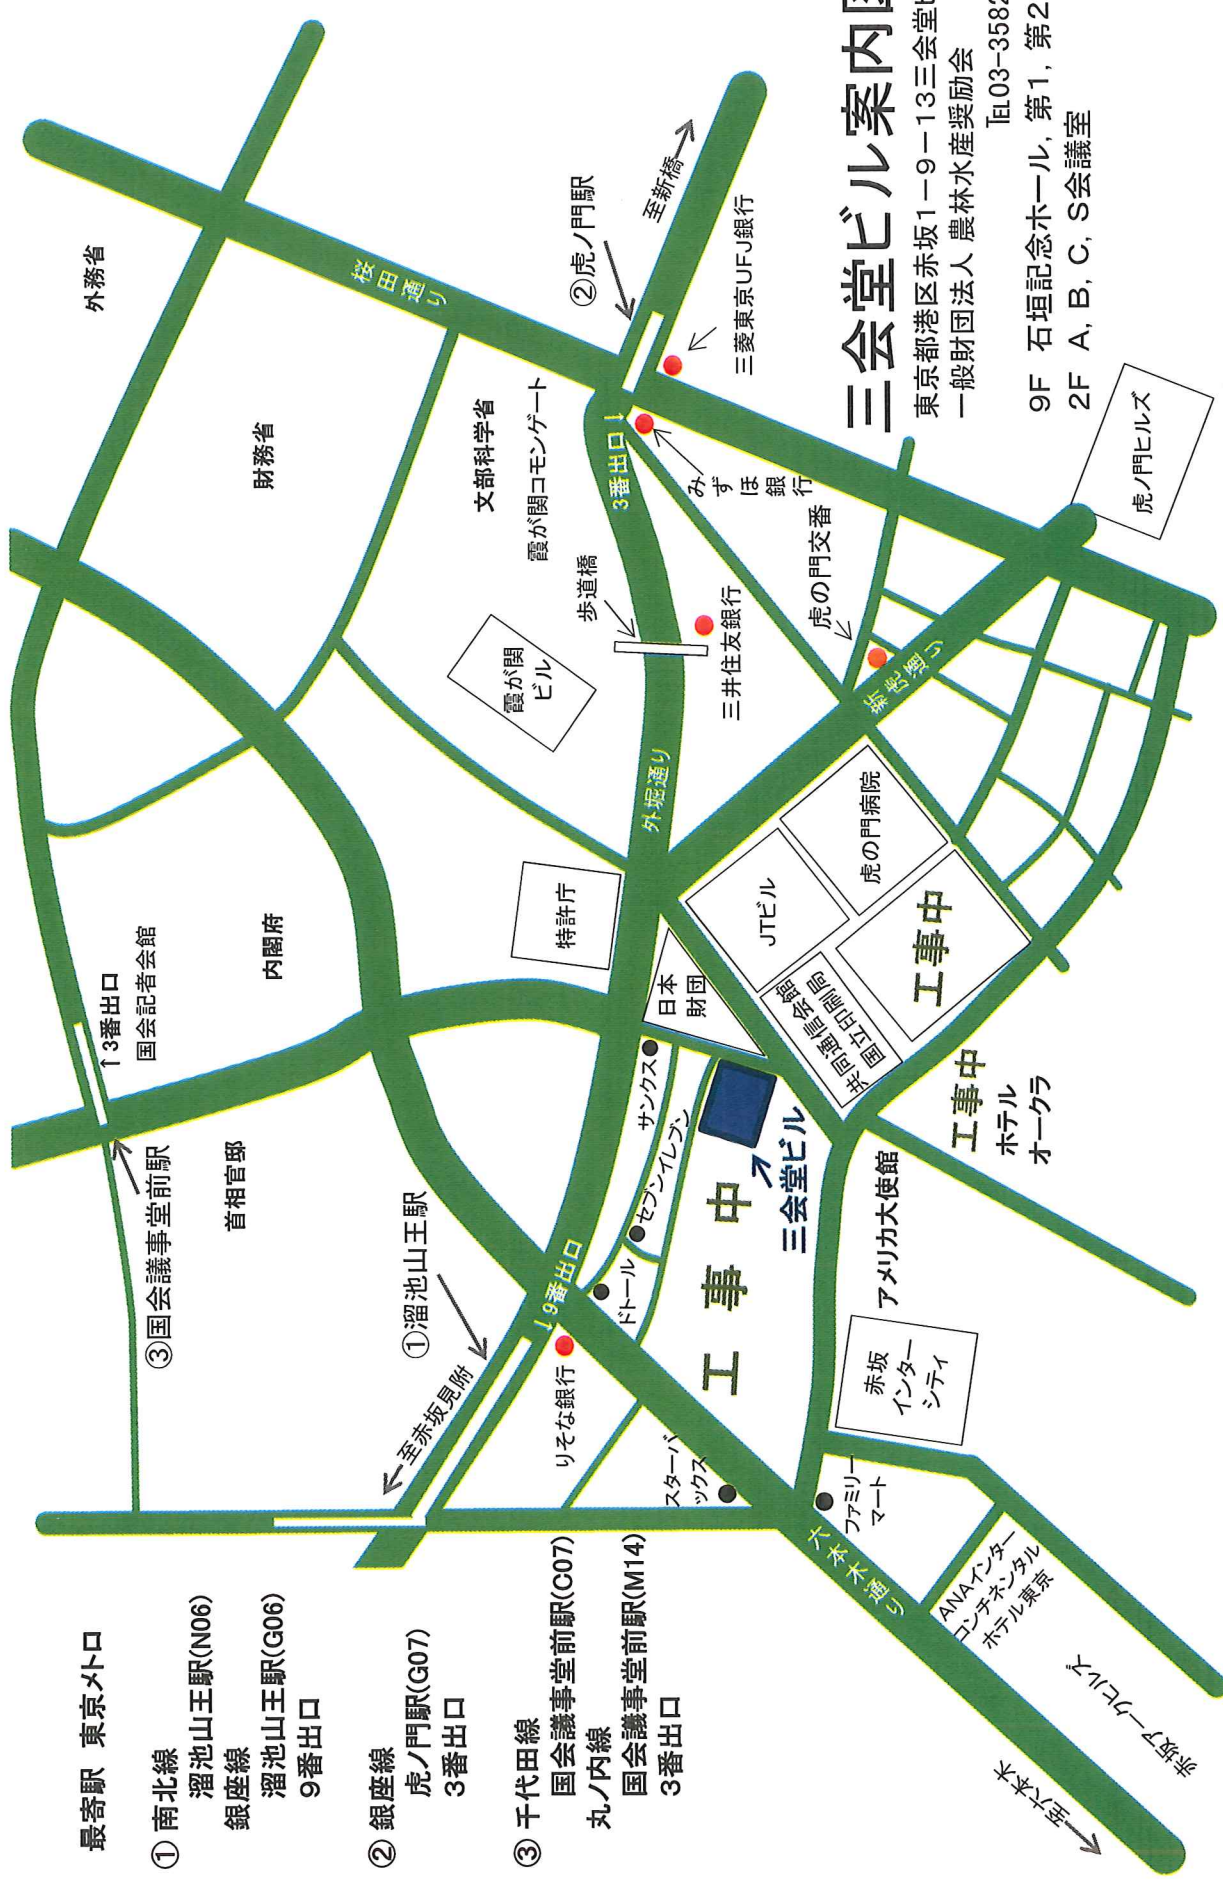 最寄駅 東京メトロ
① 南北線
溜池山王駅(N06)
銀座線
溜池山王駅(G06)
9番出口
② 銀座線
虎ノ門駅(G07)
3番出口
③ 千代田線
国会議事堂前駅(C07)
丸ノ内線
国会議事堂前駅(M14)
3番出口
③国会議事堂前駅
↑3番出口
国会記者会館
内閣府
首相官邸
外務省
財務省
桜田通り
文部科学省
霞が関コモンゲート
霞が関
ビル
②虎ノ門駅
至新橋→
3番出口↓
歩道橋
三菱東京UFJ銀行
みずほ銀行
三井住友銀行
外堀通り
特許庁
①溜池山王駅
←至赤坂見附
↓9番出口
りそな銀行
ドトール
セブンイレブン
サンクス
日本
財団
JTビル
虎の門病院
虎の門交番
新虎通り
虎ノ門ヒルズ
共同通信会館
国立印刷局
工事中
工事中
三会堂ビル
工事中
ホテル
オークラ
アメリカ大使館
赤坂
インター
シティ
スターバ
ックス
ファミリー
マート
六本木通り
ANAインター
コンチネンタル
ホテル東京
赤坂アークヒルズ
至六本木
三会堂ビル案内図
東京都港区赤坂1-9-13三会堂ビ
一般財団法人 農林水産奨励会
TEL03-3582
9F 石垣記念ホール, 第1, 第2
2F A, B, C, S会議室